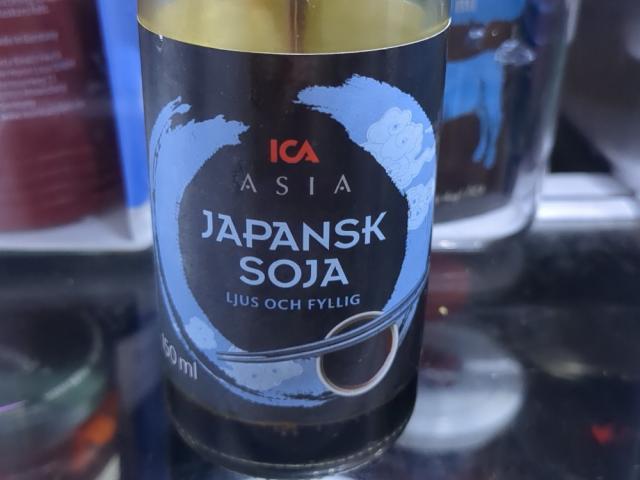 ICA
ASIA
JAPANSK
SOJA
LJUS OCH FYLLIG
150 ml